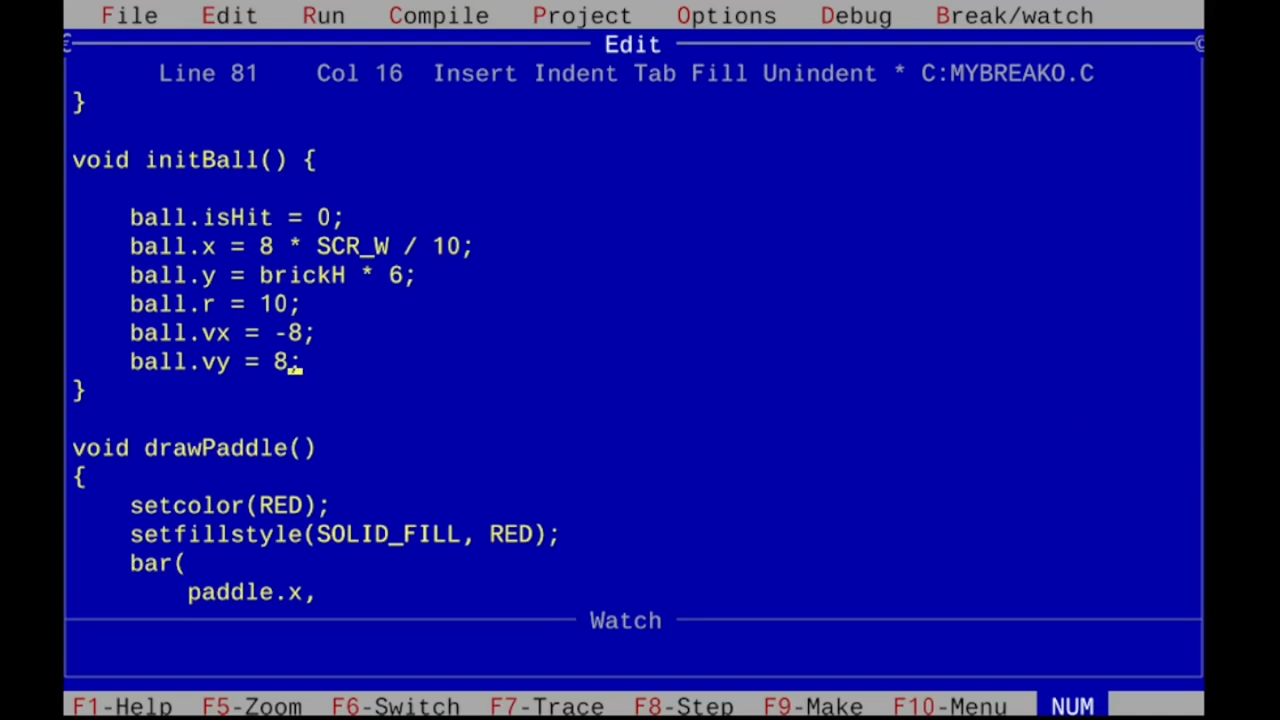 File Edit Run Compile Project Options Debug Break/watch
Edit
Line 81 Col 16 Insert Indent Tab Fill Unindent * C:MYBREAKO.C
}
void initBall() {
ball.isHit = 0;
ball.x = 8 * SCR_W / 10;
ball.y = brickH * 6;
ball.r = 10;
ball.vx = -8;
ball.vy = 8;
}
void drawPaddle()
{
setcolor(RED);
setfillstyle(SOLID_FILL, RED);
bar(
paddle.x,
Watch
F1-Help F5-Zoom F6-Switch F7-Trace F8-Step F9-Make F10-Menu NUM